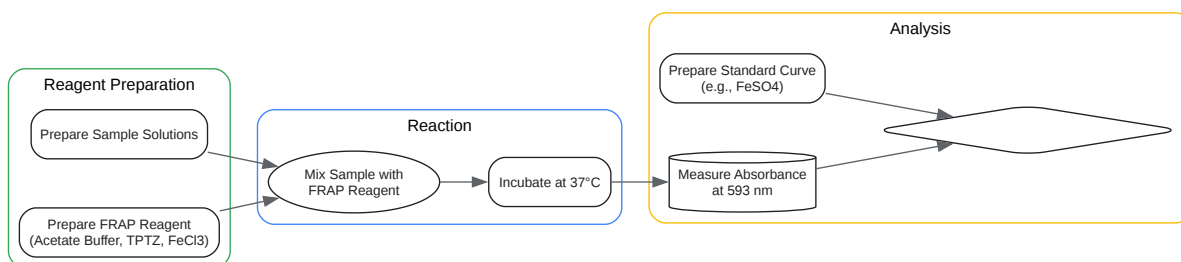 Reagent Preparation
Prepare Sample Solutions
Prepare FRAP Reagent
(Acetate Buffer, TPTZ, FeCl3)
Reaction
Mix Sample with
FRAP Reagent
Incubate at 37°C
Analysis
Prepare Standard Curve
(e.g., FeSO4)
Measure Absorbance
at 593 nm